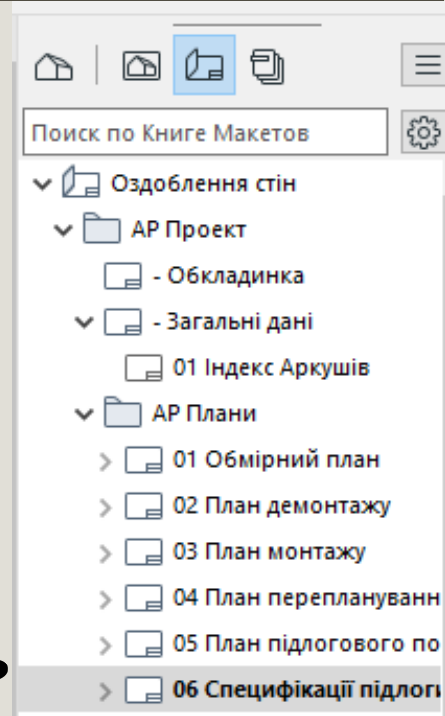 Поиск по Книге Макетов
Оздоблення стін
АР Проект
- Обкладинка
- Загальні дані
01 Індекс Аркушів
АР Плани
01 Обмірний план
02 План демонтажу
03 План монтажу
04 План переплануванн
05 План підлогового по
06 Специфікації підлоги